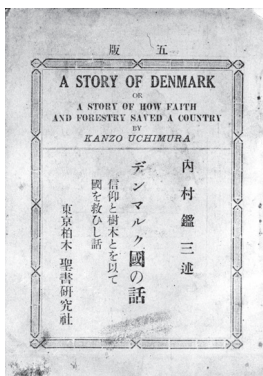 五版
A STORY OF DENMARK
OR
A STORY OF HOW FAITH
AND FORESTRY SAVED A COUNTRY
BY
KANZO UCHIMURA
內村鑑三述
デンマルク國の話
信仰と樹木とを以て
國を救ひし話
東京柏木 聖書研究社